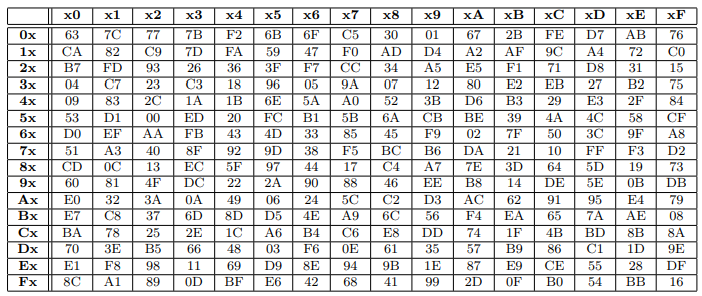 x0 x1 x2 x3 x4 x5 x6 x7 x8 x9 xA xB xC xD xE xF
0x 63 7C 77 7B F2 6B 6F C5 30 01 67 2B FE D7 AB 76
1x CA 82 C9 7D FA 59 47 F0 AD D4 A2 AF 9C A4 72 C0
2x B7 FD 93 26 36 3F F7 CC 34 A5 E5 F1 71 D8 31 15
3x 04 C7 23 C3 18 96 05 9A 07 12 80 E2 EB 27 B2 75
4x 09 83 2C 1A 1B 6E 5A A0 52 3B D6 B3 29 E3 2F 84
5x 53 D1 00 ED 20 FC B1 5B 6A CB BE 39 4A 4C 58 CF
6x D0 EF AA FB 43 4D 33 85 45 F9 02 7F 50 3C 9F A8
7x 51 A3 40 8F 92 9D 38 F5 BC B6 DA 21 10 FF F3 D2
8x CD 0C 13 EC 5F 97 44 17 C4 A7 7E 3D 64 5D 19 73
9x 60 81 4F DC 22 2A 90 88 46 EE B8 14 DE 5E 0B DB
Ax E0 32 3A 0A 49 06 24 5C C2 D3 AC 62 91 95 E4 79
Bx E7 C8 37 6D 8D D5 4E A9 6C 56 F4 EA 65 7A AE 08
Cx BA 78 25 2E 1C A6 B4 C6 E8 DD 74 1F 4B BD 8B 8A
Dx 70 3E B5 66 48 03 F6 0E 61 35 57 B9 86 C1 1D 9E
Ex E1 F8 98 11 69 D9 8E 94 9B 1E 87 E9 CE 55 28 DF
Fx 8C A1 89 0D BF E6 42 68 41 99 2D 0F B0 54 BB 16